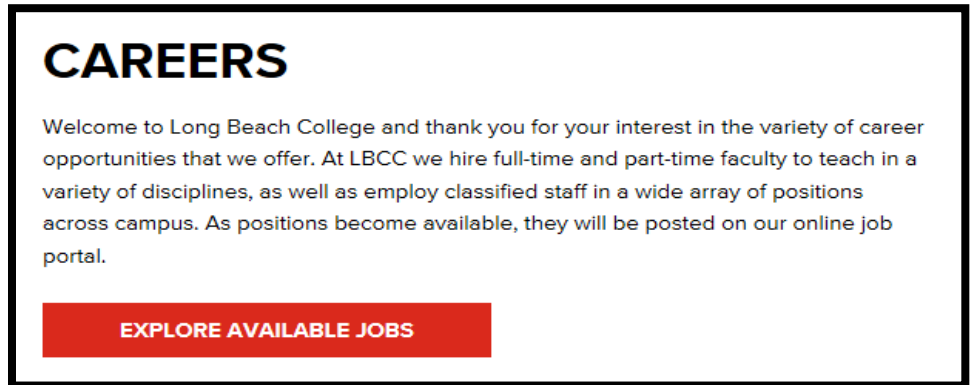 CAREERS
Welcome to Long Beach College and thank you for your interest in the variety of career
opportunities that we offer. At LBCC we hire full-time and part-time faculty to teach in a
variety of disciplines, as well as employ classified staff in a wide array of positions
across campus. As positions become available, they will be posted on our online job
portal.
EXPLORE AVAILABLE JOBS